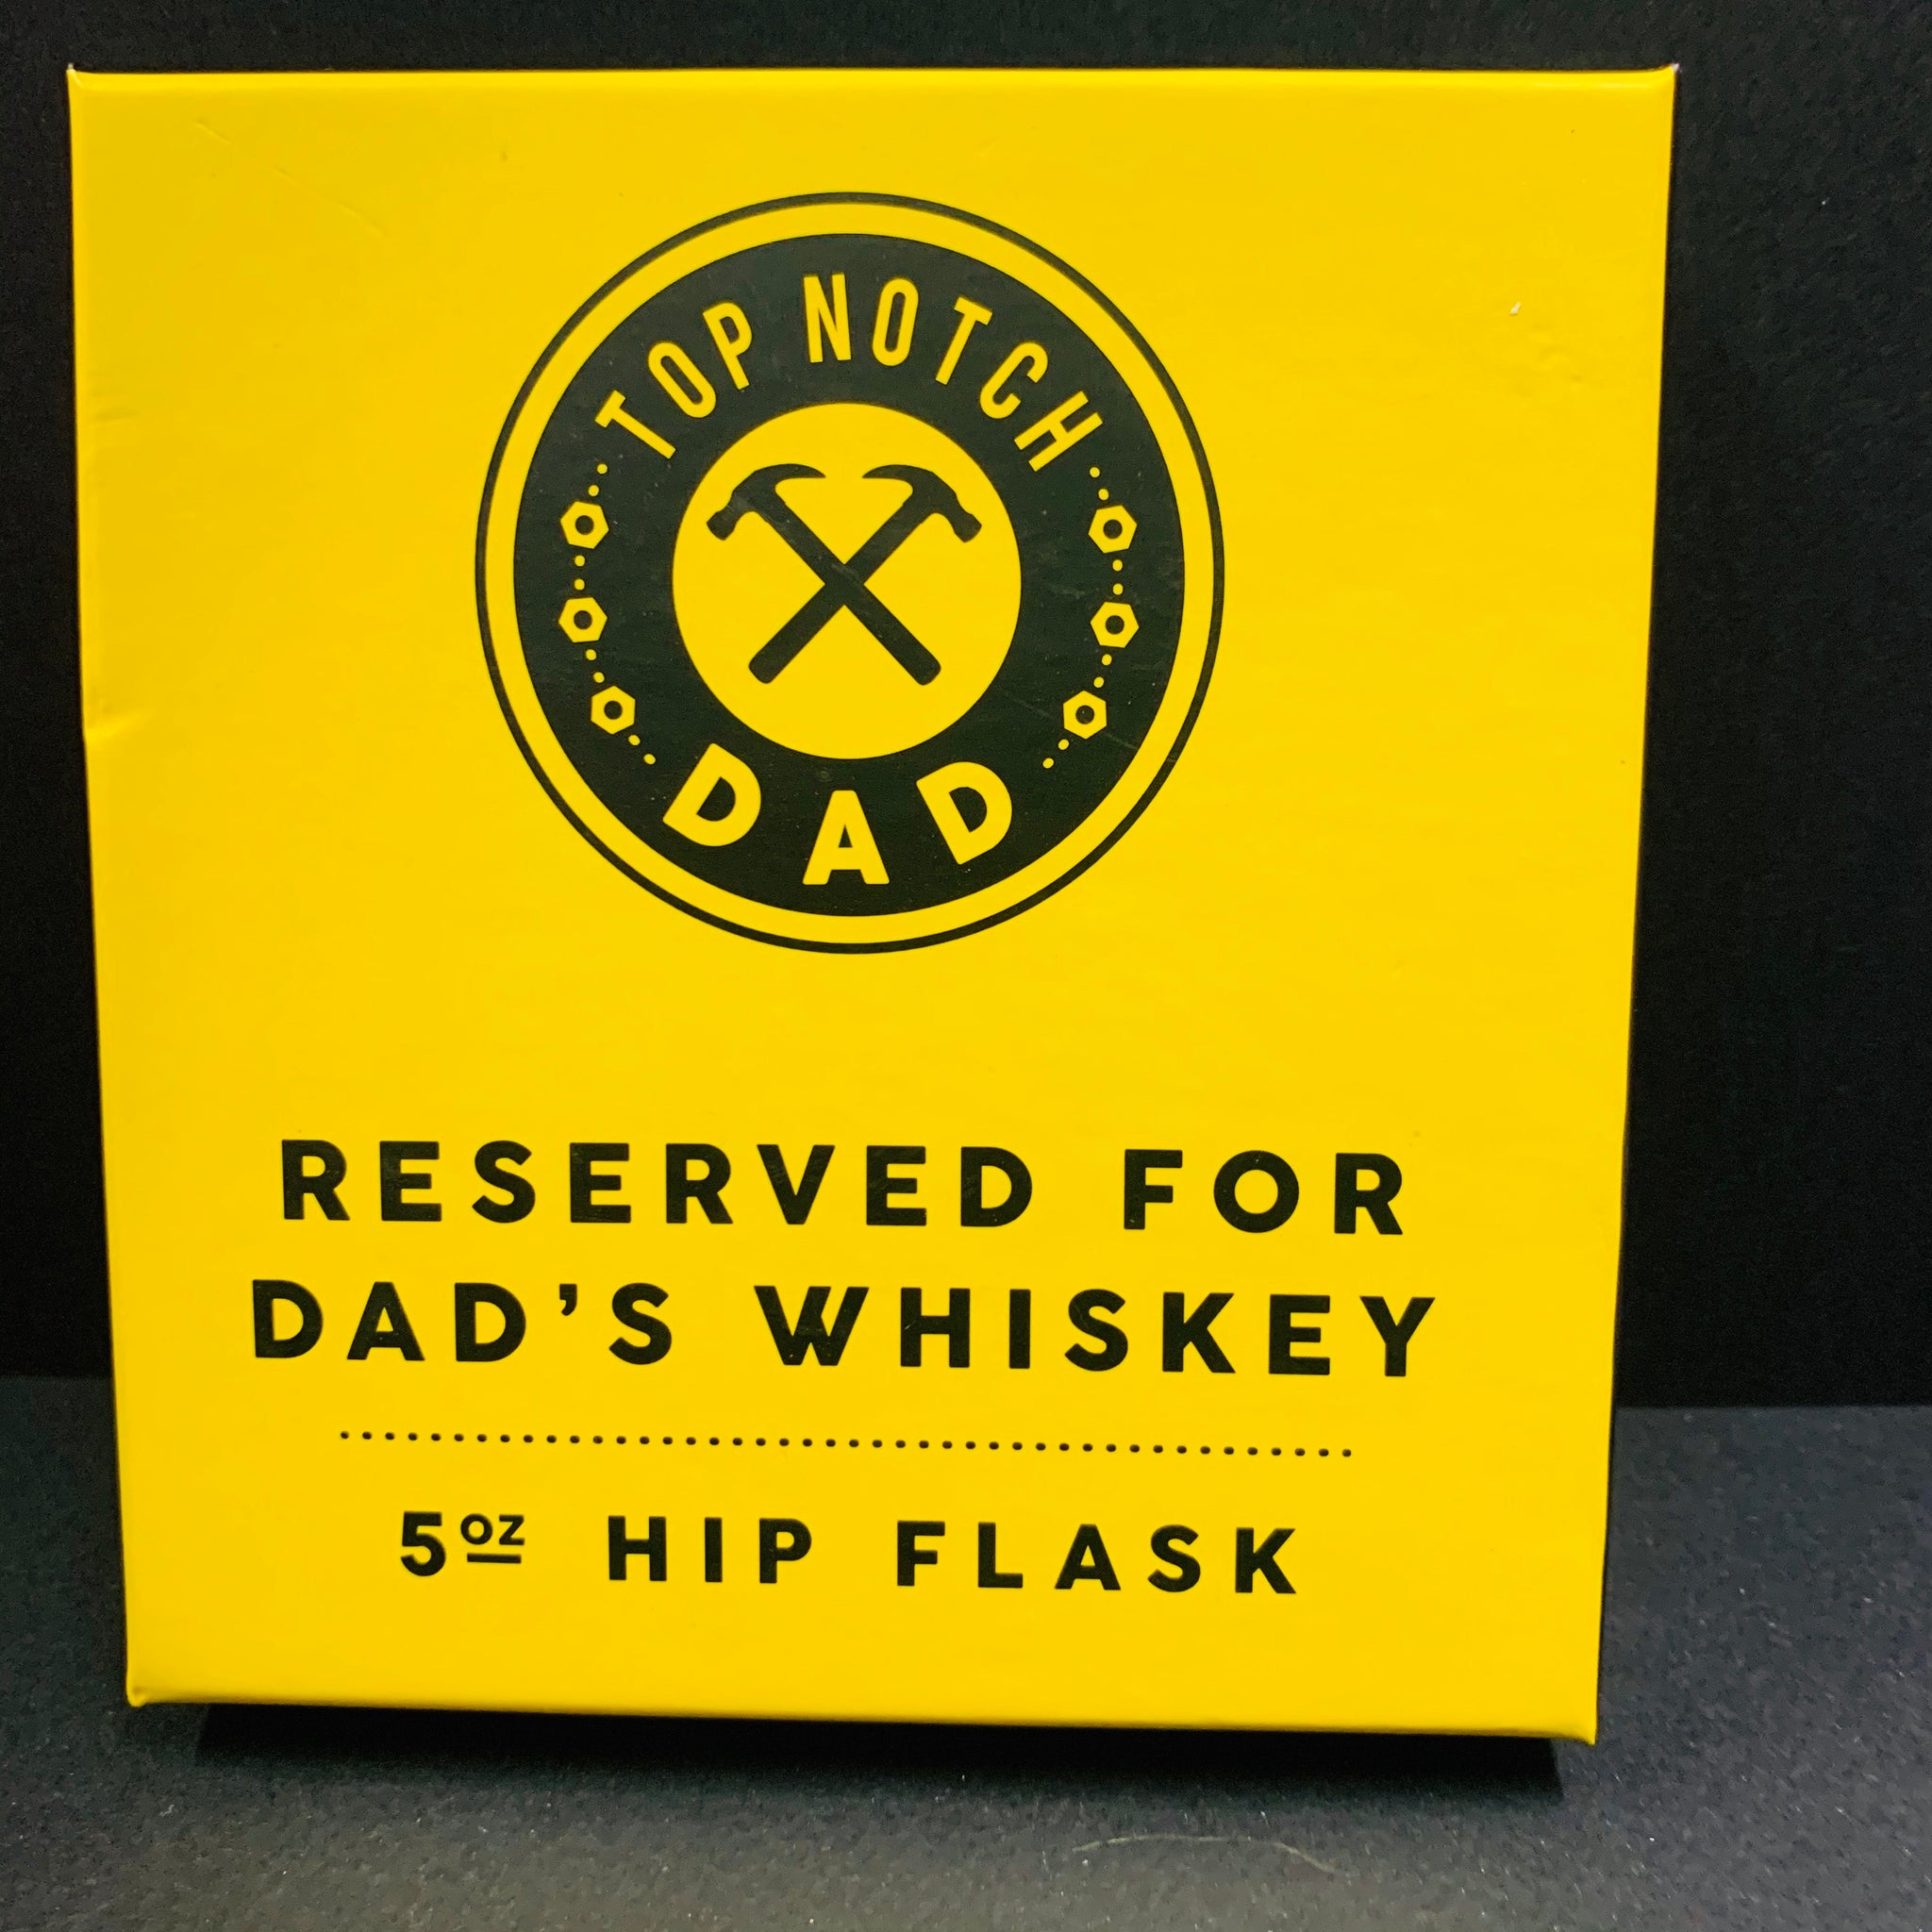 TOP NOTCH
DAD
RESERVED FOR
DAD’S WHISKEY
5oz HIP FLASK